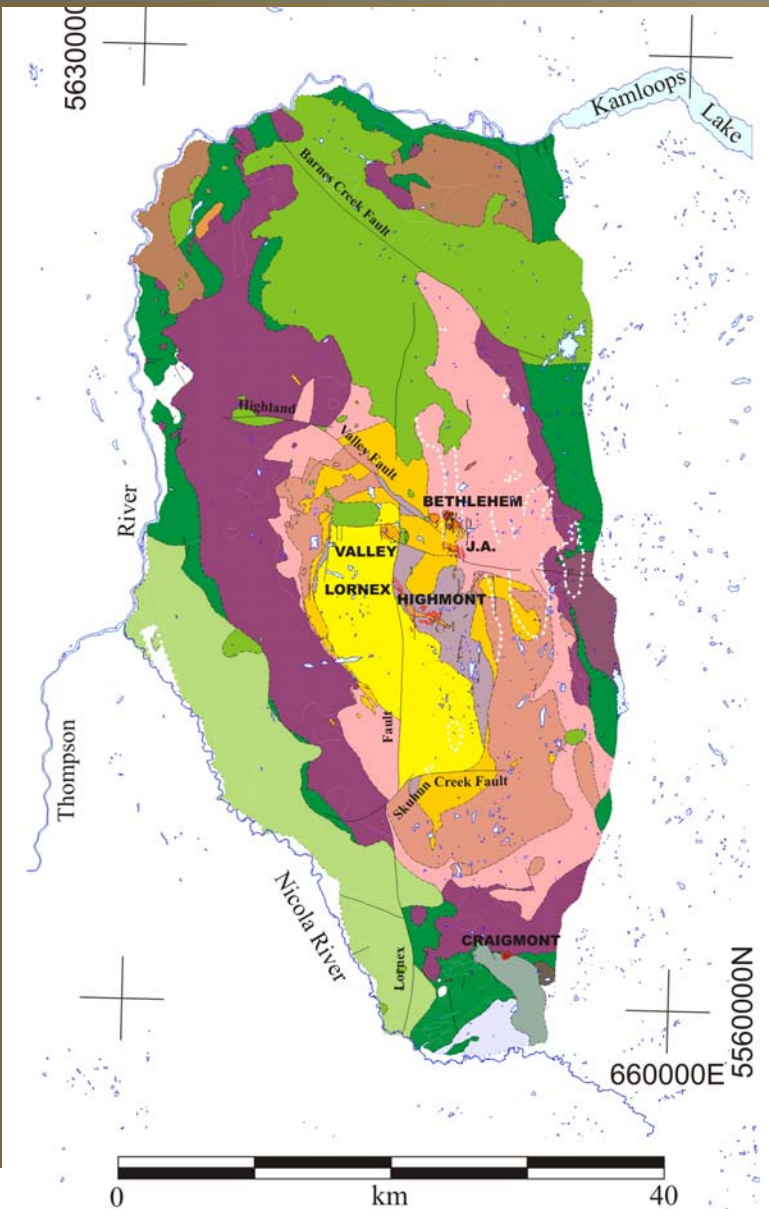 5630000
Kamloops
Lake
Barnes Creek Fault
Highland
Valley Fault
BETHLEHEM
River
VALLEY
J.A.
LORNEX
HIGHMONT
Fault
Thompson
Skuhun Creek Fault
Nicola River
CRAIGMONT
Lornex
5560000N
660000E
0
km
40